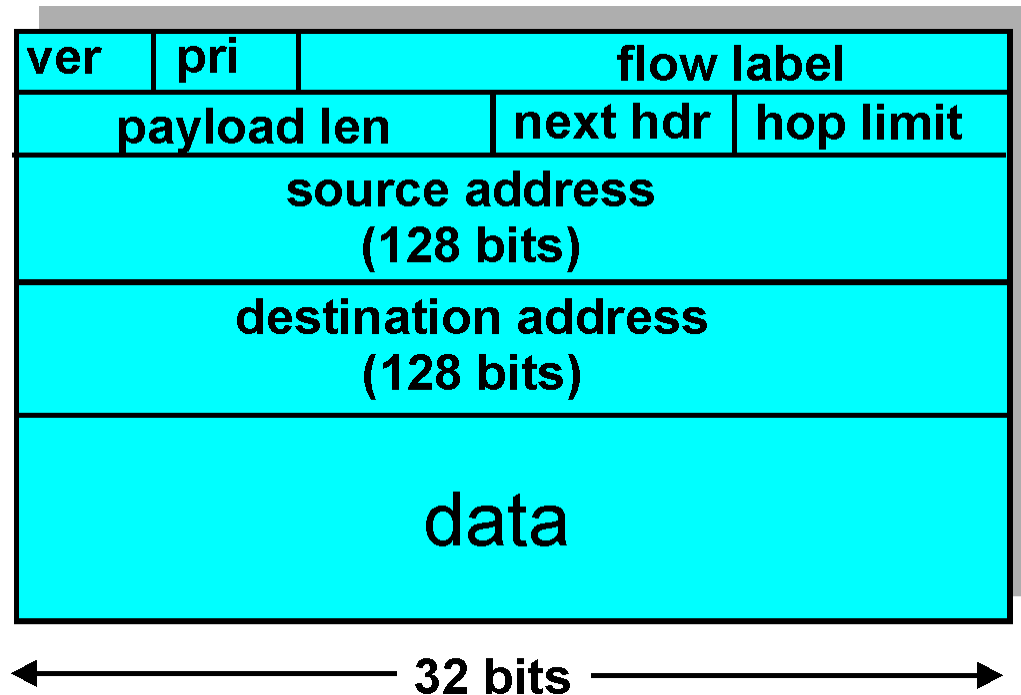 ver pri flow label
payload len next hdr hop limit
source address
(128 bits)
destination address
(128 bits)
data
32 bits